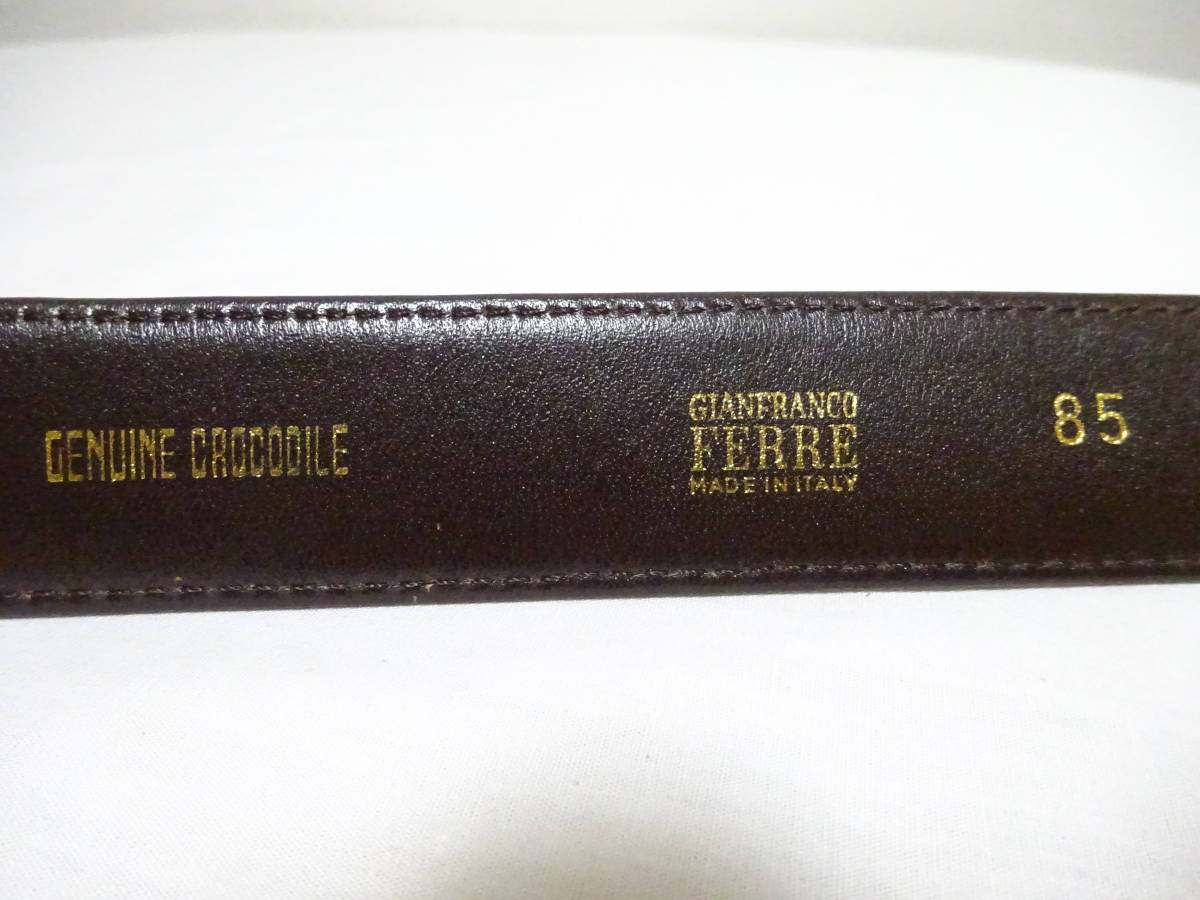 GENUINE CROCODILE
GIANFRANCO
FERRE
MADE IN ITALY
85